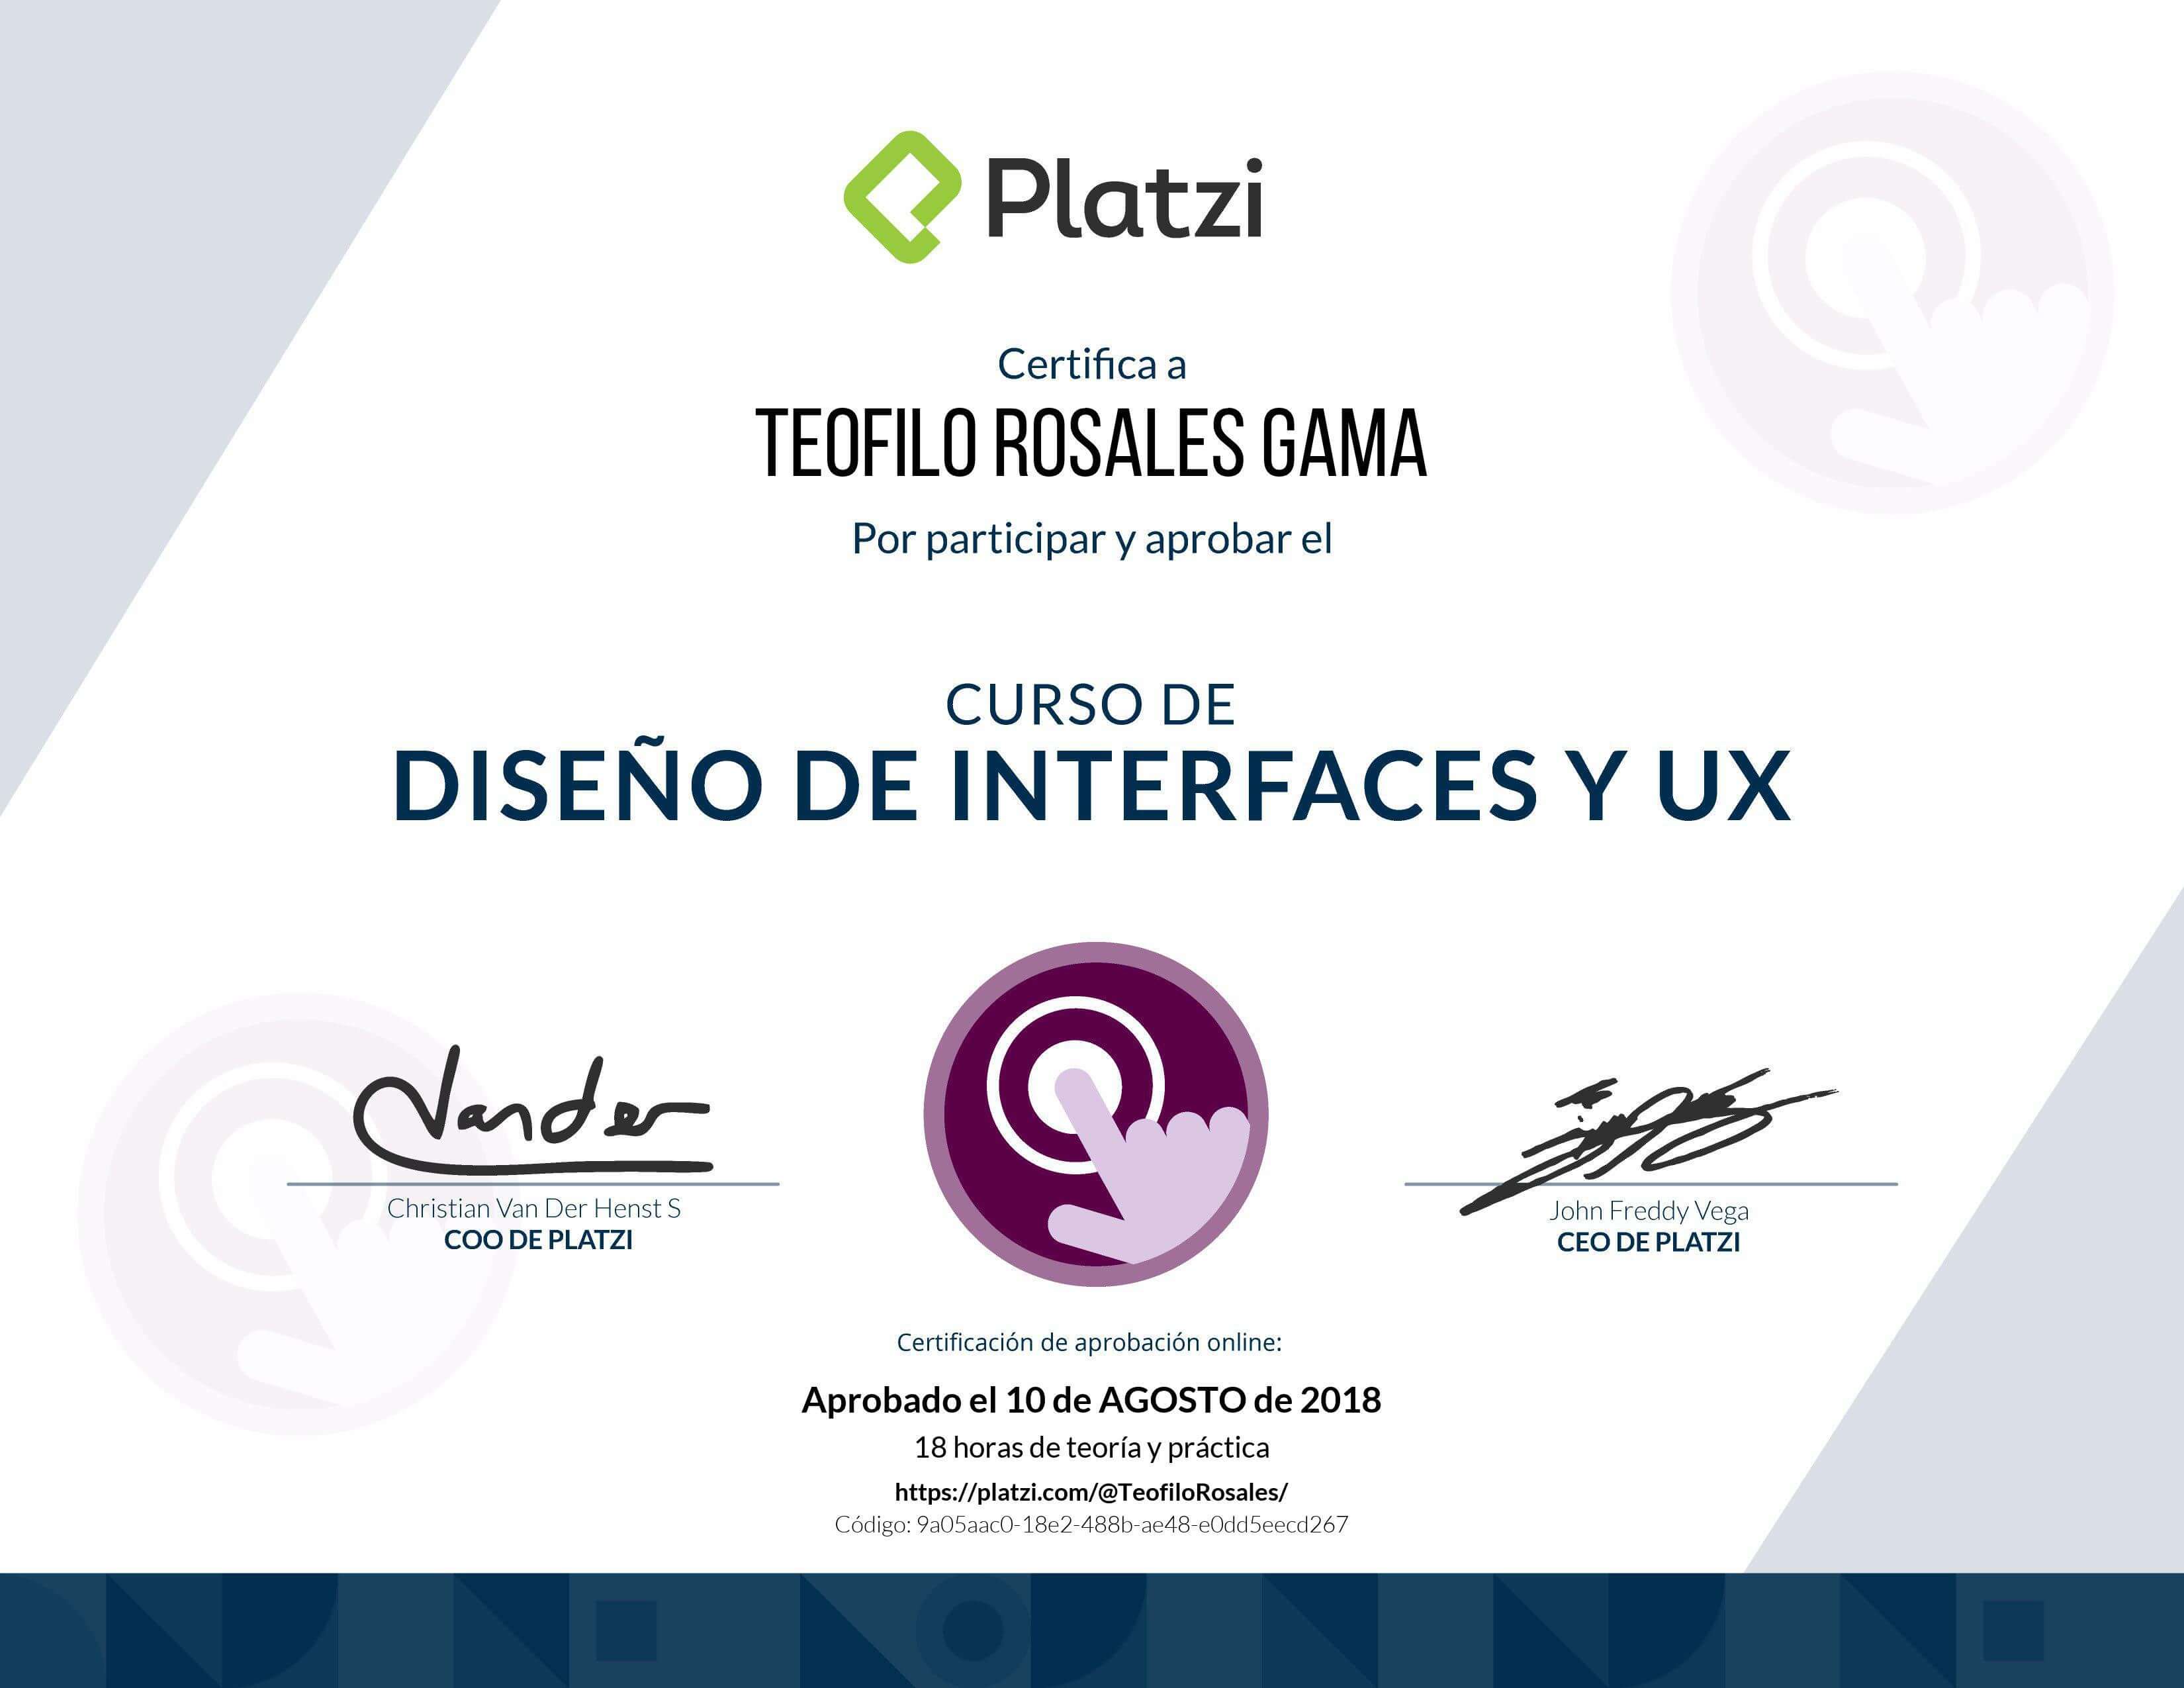 Platzi
Certifica a
TEOFILO ROSALES GAMA
Por participar y aprobar el
CURSO DE
DISEÑO DE INTERFACES Y UX
Vander
Christian Van Der Henst S
COO DE PLATZI
John Freddy Vega
CEO DE PLATZI
Certificación de aprobación online:
Aprobado el 10 de AGOSTO de 2018
18 horas de teoría y práctica
https://platzi.com/@TeofiloRosales/
Código: 9a05aac0-18e2-488b-ae48-e0dd5eecd267